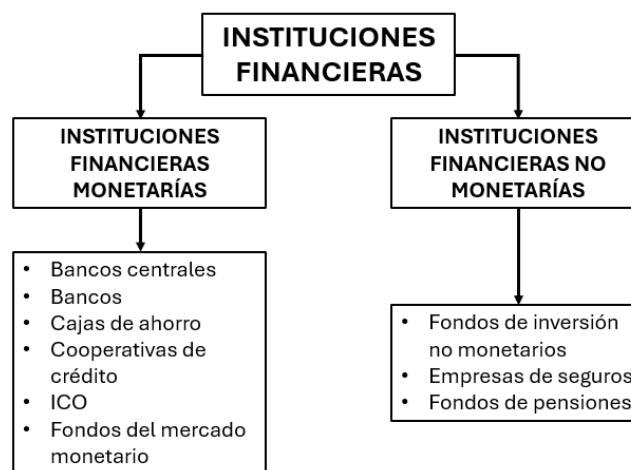 INSTITUCIONES
FINANCIERAS
INSTITUCIONES
FINANCIERAS
MONETARÍAS
INSTITUCIONES
FINANCIERAS NO
MONETARÍAS
• Bancos centrales
• Bancos
• Cajas de ahorro
• Cooperativas de
crédito
• ICO
• Fondos del mercado
monetario
• Fondos de inversión
no monetarios
• Empresas de seguros
• Fondos de pensiones